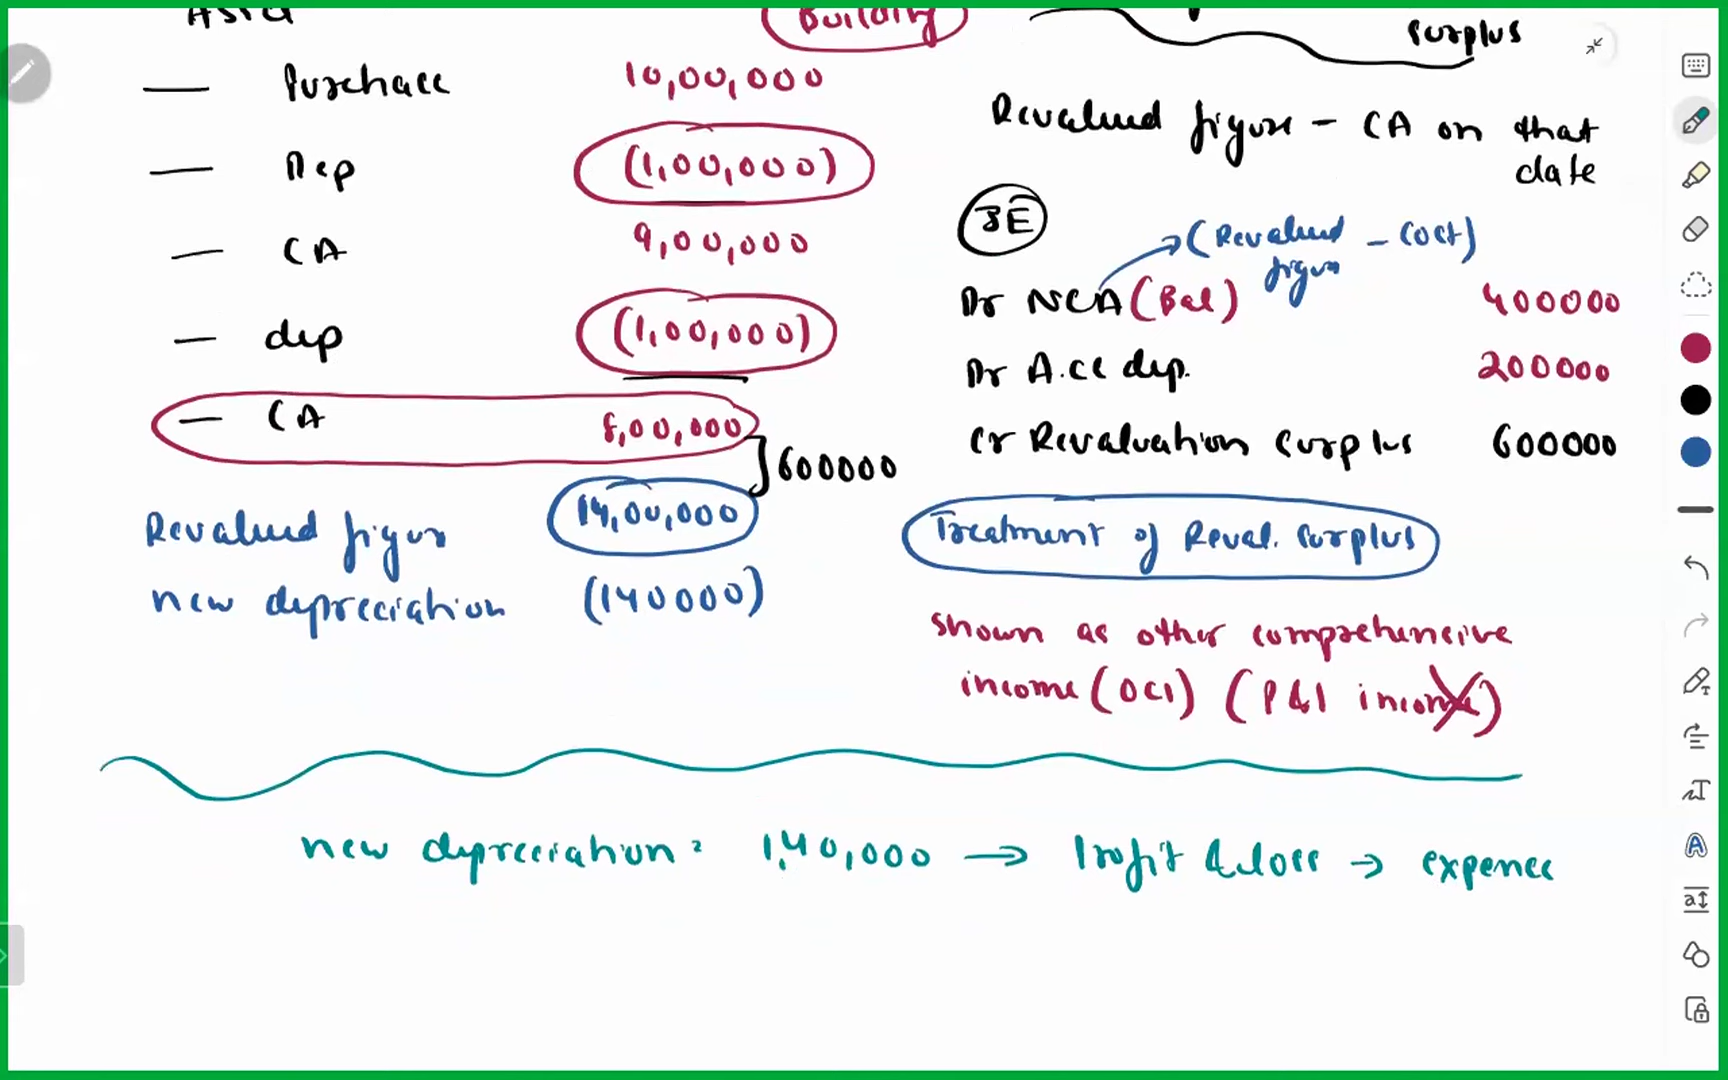 Building
surplus
Purchase 10,00,000
Revalued figure - CA on that
date
Dep (1,00,000)
JE
(Revalued - cost)
figure
CA 9,00,000
Dr NCA (Bal) 400000
dep (1,00,000)
Dr A.cc dep. 200000
CA 8,00,000
Cr Revaluation surplus 600000
600000
Revalued figure 14,00,000
Treatment of Reval. surplus
new depreciation (140000)
shown as other comprehensive
income (OCI) (P&l income)
new depreciation = 1,40,000 → Profit & loss → expense